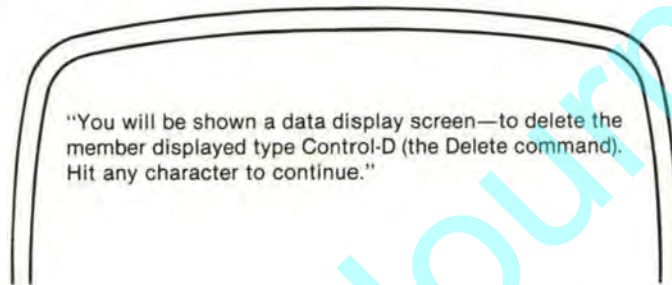 "You will be shown a data display screen—to delete the
member displayed type Control-D (the Delete command).
Hit any character to continue."